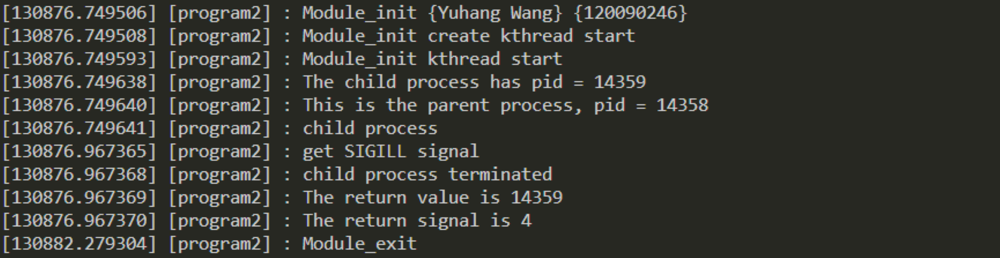 [130876.749506] [program2] : Module_init {Yuhang Wang} {120090246}
[130876.749508] [program2] : Module_init create kthread start
[130876.749593] [program2] : Module_init kthread start
[130876.749638] [program2] : The child process has pid = 14359
[130876.749640] [program2] : This is the parent process, pid = 14358
[130876.749641] [program2] : child process
[130876.967365] [program2] : get SIGILL signal
[130876.967368] [program2] : child process terminated
[130876.967369] [program2] : The return value is 14359
[130876.967370] [program2] : The return signal is 4
[130882.279304] [program2] : Module_exit